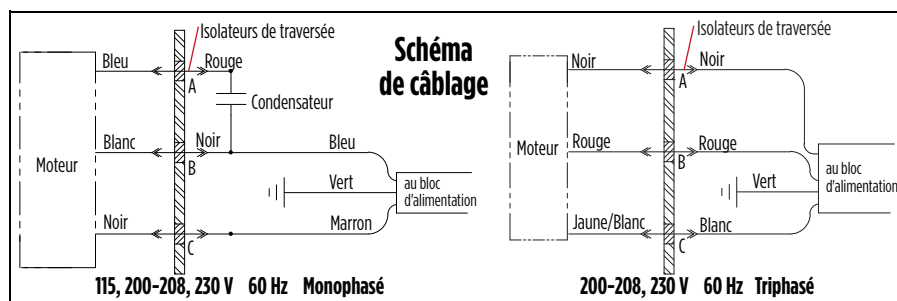 Schéma
de câblage
Isolateurs de traversée
Bleu
Rouge
A
Condensateur
Moteur
Blanc
Noir
B
Bleu
Vert
au bloc
d'alimentation
Noir
C
Marron
115, 200-208, 230 V 60 Hz Monophasé
Isolateurs de traversée
Noir
Noir
A
Moteur
Rouge
B
Rouge
Vert
au bloc
d'alimentation
Jaune/Blanc
C
Blanc
200-208, 230 V 60 Hz Triphasé